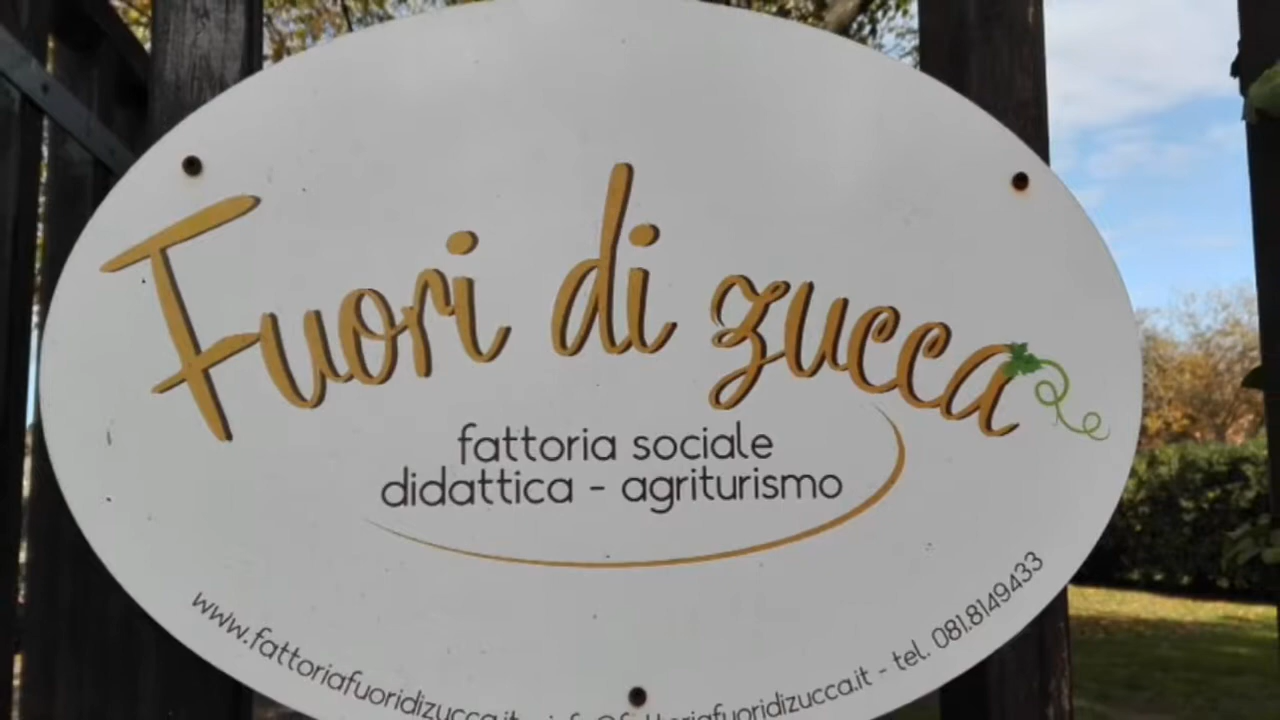 Fuori di zucca
fattoria sociale
didattica - agriturismo
www.fattoriafuoridizucca.it - info@fattoriafuoridizucca.it - tel. 081.8149433